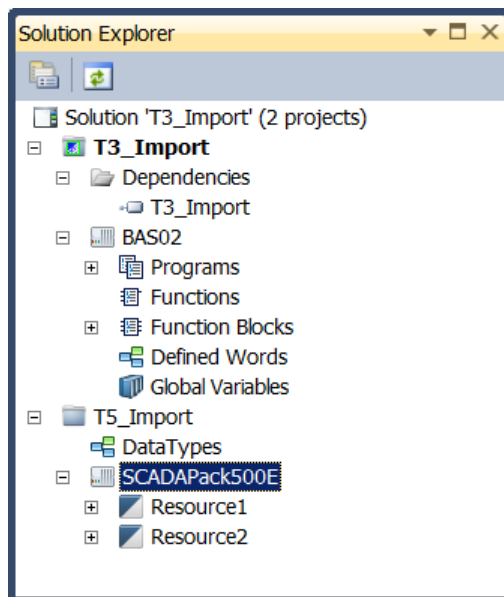 Solution Explorer
Solution 'T3_Import' (2 projects)
T3_Import
Dependencies
T3_Import
BAS02
Programs
Functions
Function Blocks
Defined Words
Global Variables
T5_Import
DataTypes
SCADAPack500E
Resource1
Resource2